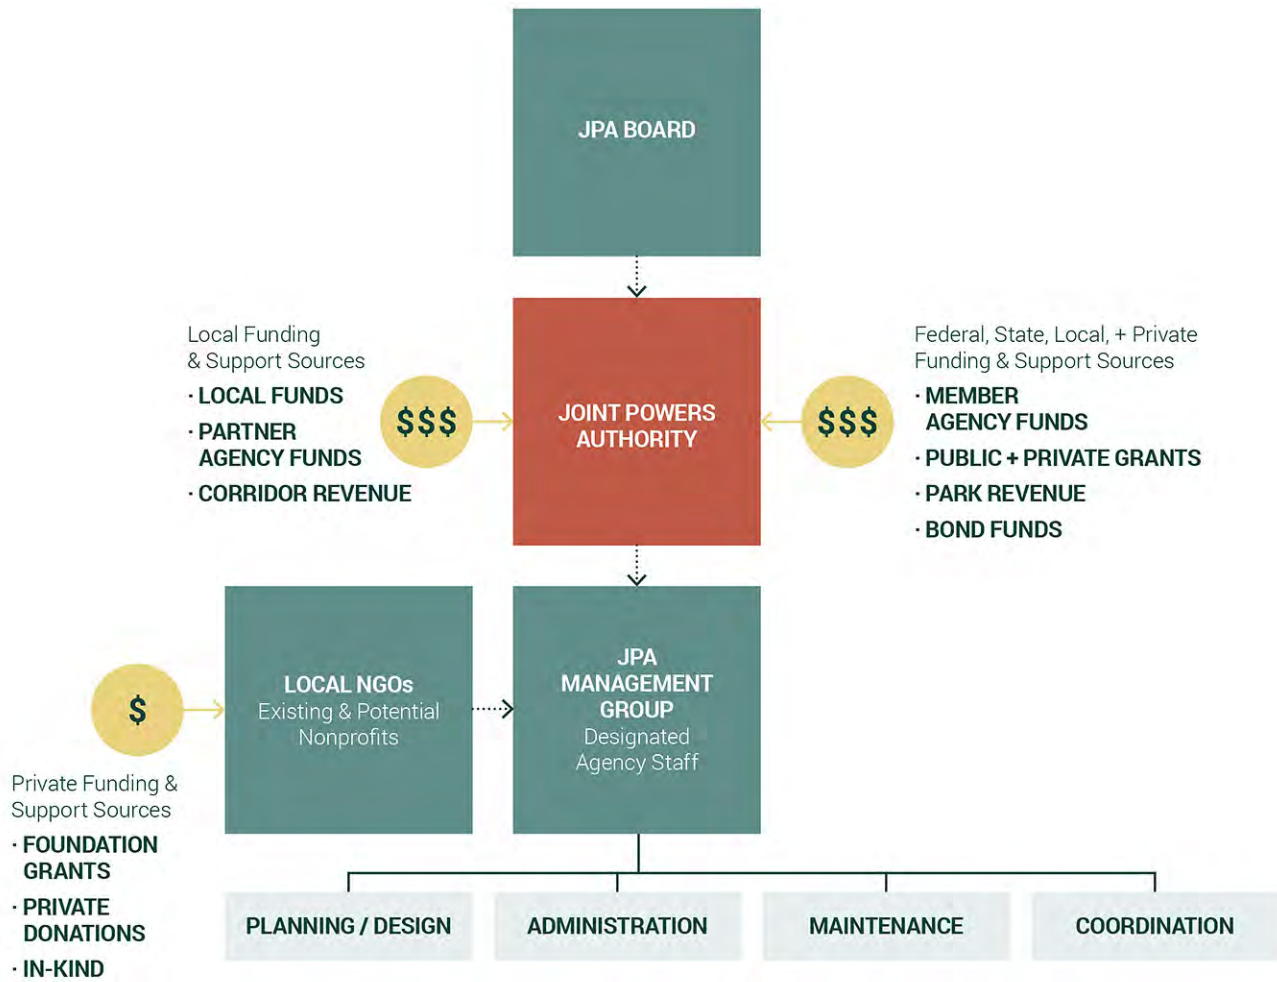 JPA BOARD
Local Funding
& Support Sources
· LOCAL FUNDS
· PARTNER
AGENCY FUNDS
· CORRIDOR REVENUE
$$$
JOINT POWERS
AUTHORITY
$$$
Federal, State, Local, + Private
Funding & Support Sources
· MEMBER
AGENCY FUNDS
· PUBLIC + PRIVATE GRANTS
· PARK REVENUE
· BOND FUNDS
$
Private Funding &
Support Sources
· FOUNDATION
GRANTS
· PRIVATE
DONATIONS
· IN-KIND
LOCAL NGOs
Existing & Potential
Nonprofits
JPA
MANAGEMENT
GROUP
Designated
Agency Staff
PLANNING / DESIGN
ADMINISTRATION
MAINTENANCE
COORDINATION